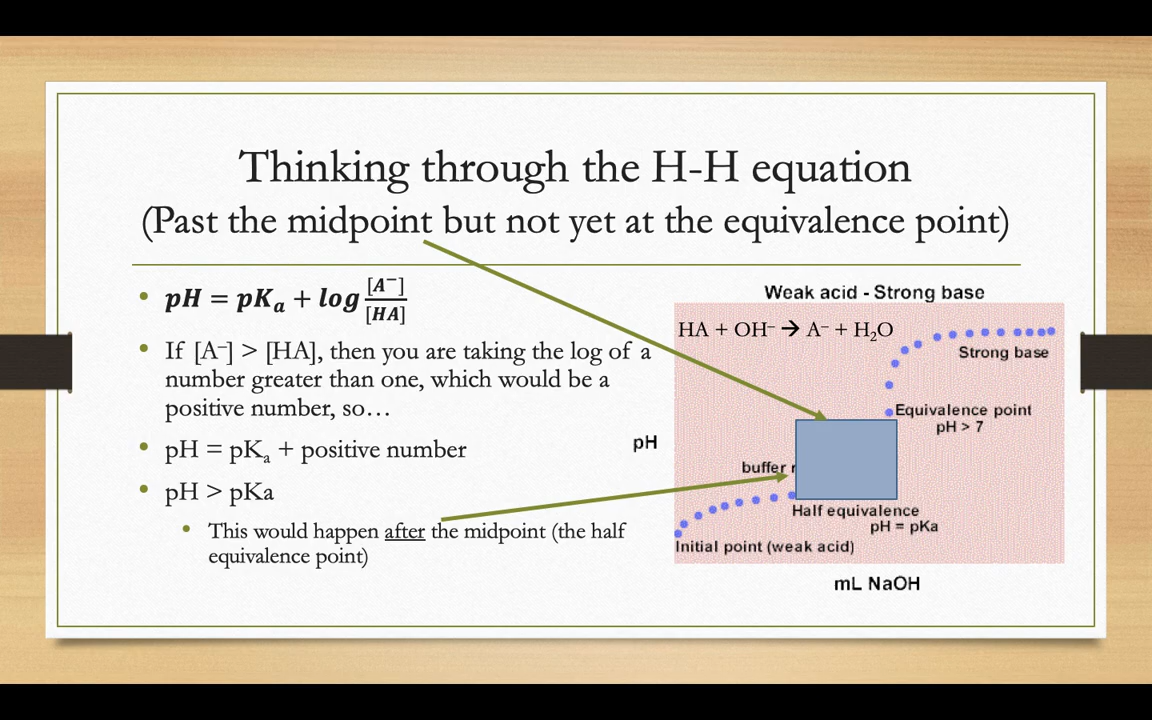 Thinking through the H-H equation
(Past the midpoint but not yet at the equivalence point)
• pH = pKₐ + log [A⁻]/[HA]
• If [A⁻] > [HA], then you are taking the log of a
number greater than one, which would be a
positive number, so…
• pH = pKₐ + positive number
• pH > pKa
• This would happen after the midpoint (the half
equivalence point)
Weak acid - Strong base
HA + OH⁻ → A⁻ + H₂O
Strong base
Equivalence point
pH > 7
pH
buffer
Half equivalence
pH = pKa
Initial point (weak acid)
mL NaOH